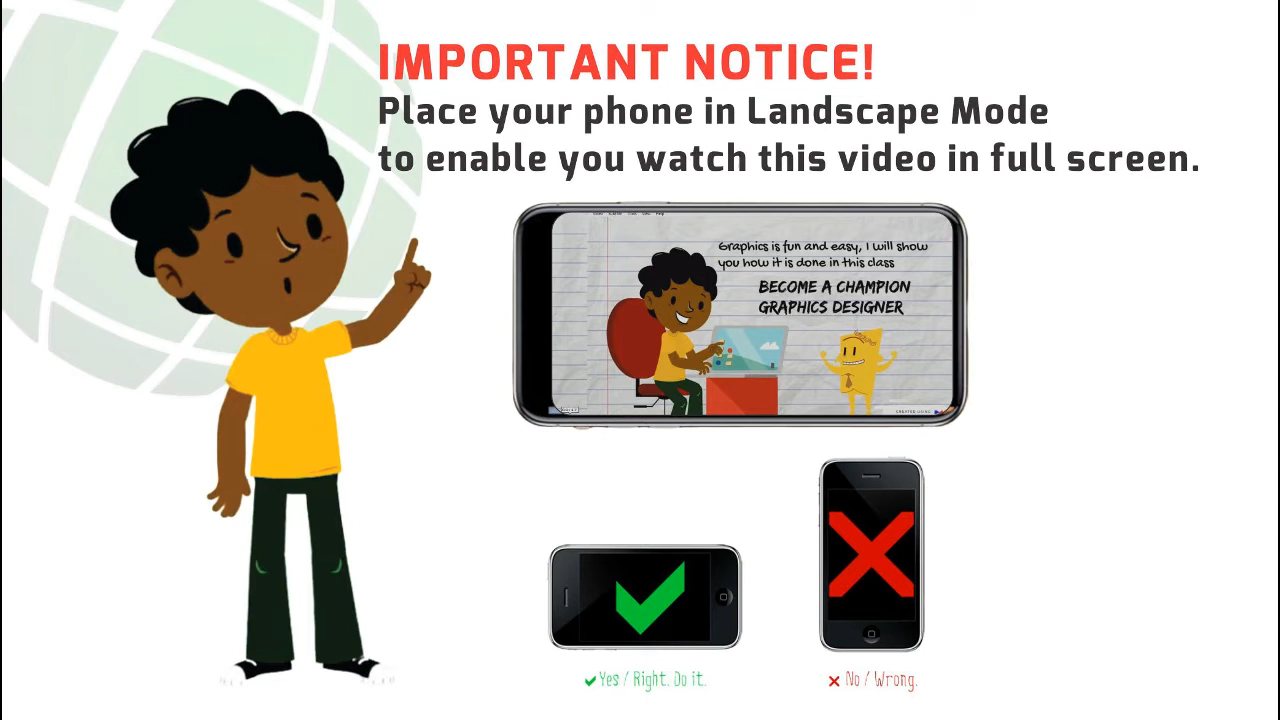 IMPORTANT NOTICE!
Place your phone in Landscape Mode
to enable you watch this video in full screen.
Graphics is fun and easy, I will show
you how it is done in this class
BECOME A CHAMPION
GRAPHICS DESIGNER
CREATED USING
Yes / Right. Do it.
No / Wrong.